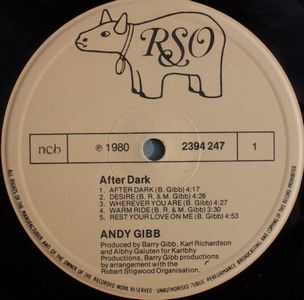 RSO
ncb
℗ 1980
2394 247
1
After Dark
1. AFTER DARK (B. Gibb) 4:17
2. DESIRE (B. R. & M. Gibb) 4:26
3. WHEREVER YOU ARE (B. Gibb)
4. WARM RIDE (B. R. & M. Gibb) 3:30
5. REST YOUR LOVE ON ME (B. Gibb) 4:53
ANDY GIBB
Produced by Barry Gibb, Karl Richardson
and Albhy Galuten for Karlbhy
Productions, Barry Gibb productions
by arrangement with the
Robert Stigwood Organisation.
ALL RIGHTS OF THE MANUFACTURER AND OF THE OWNER OF THE RECORDED WORK RESERVED · UNAUTHORISED PUBLIC PERFORMANCE, BROADCASTING AND COPYING OF THIS RECORD PROHIBITED